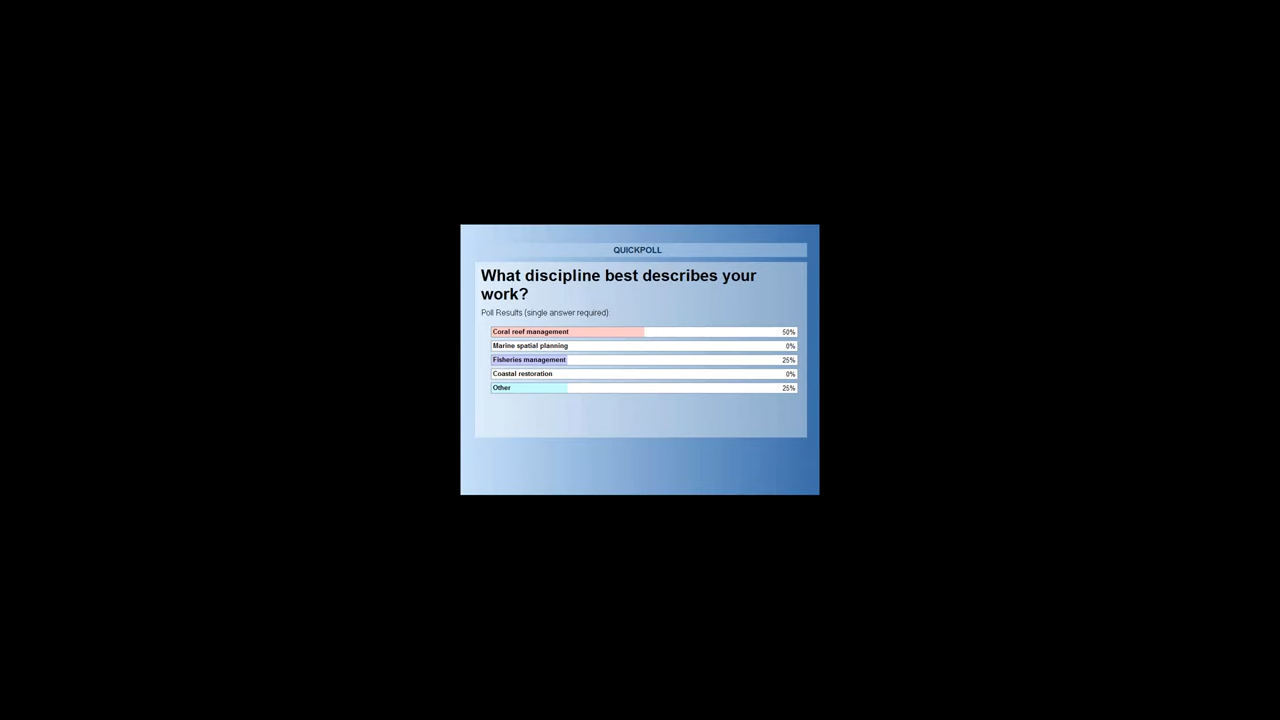 QUICKPOLL
What discipline best describes your
work?
Poll Results (single answer required):
Coral reef management 50%
Marine spatial planning 0%
Fisheries management 25%
Coastal restoration 0%
Other 25%